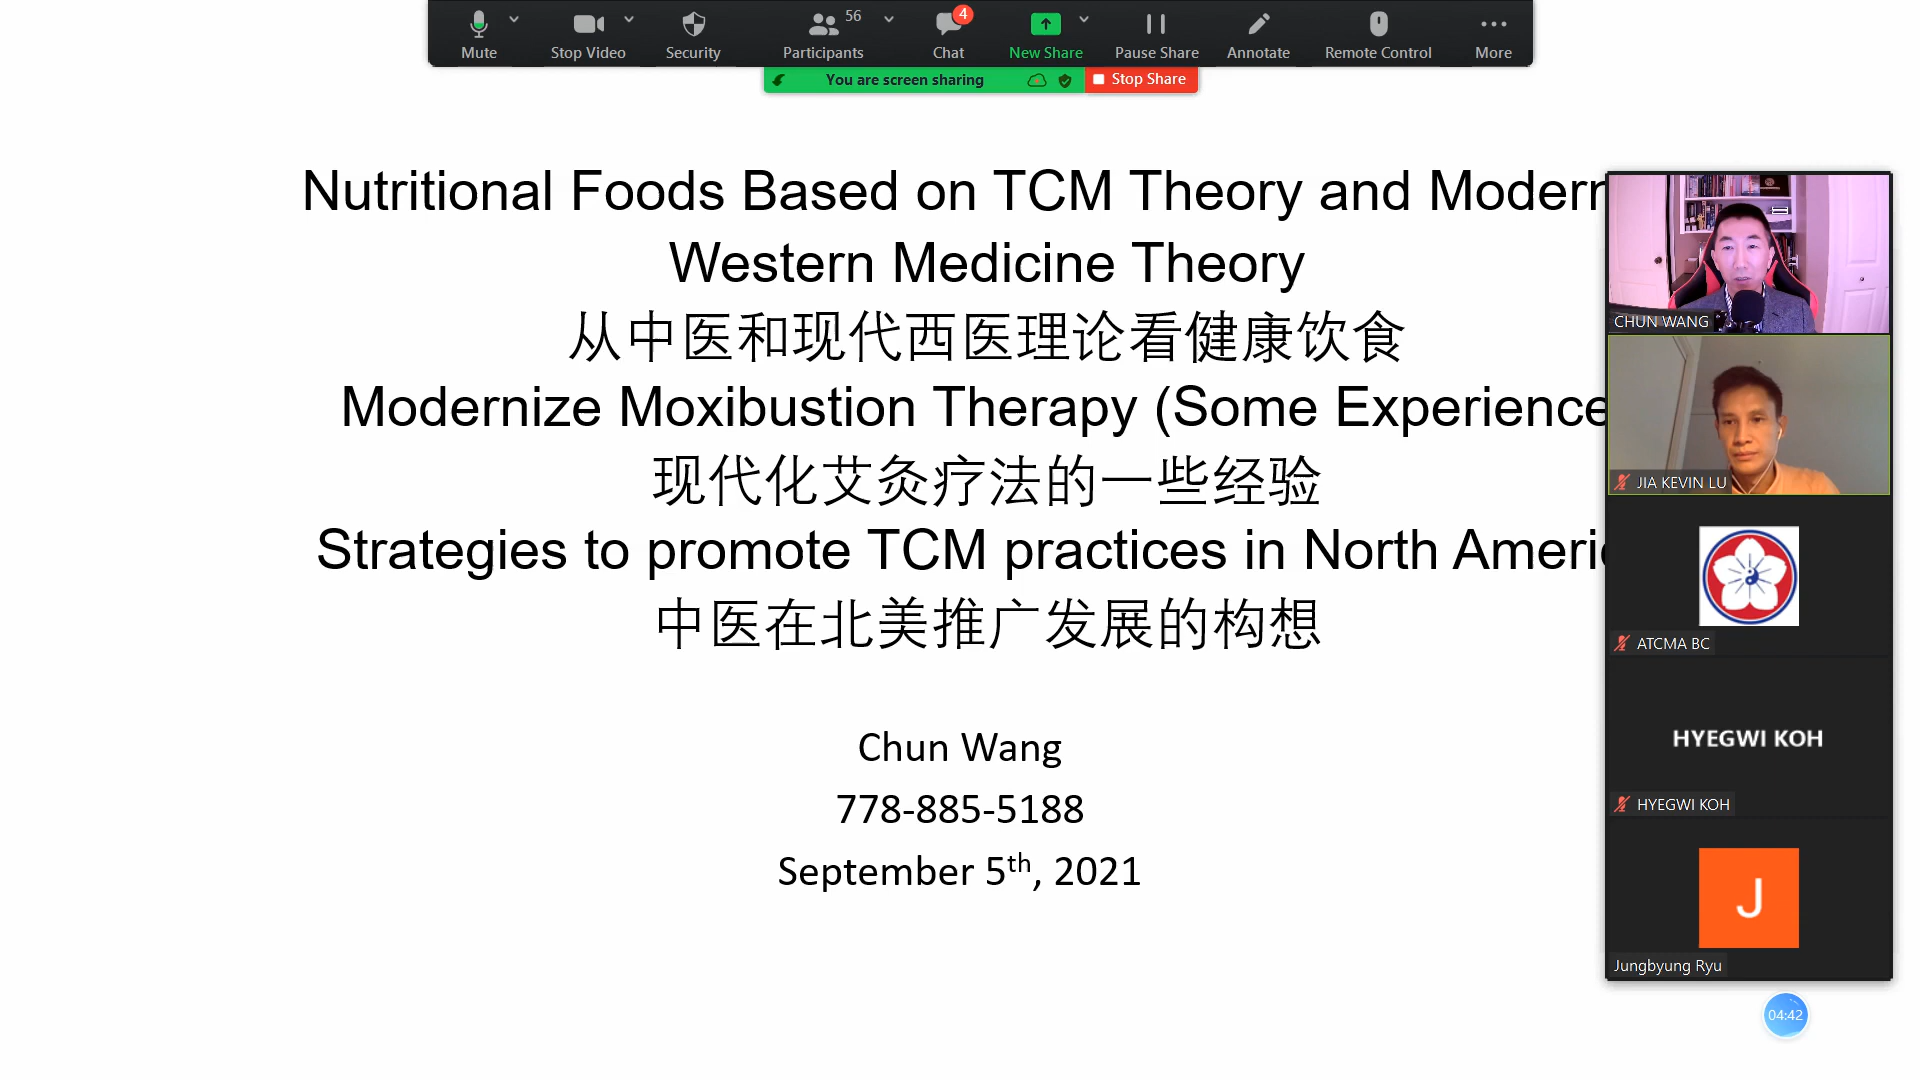 Mute
Stop Video
Security
56
Participants
4
Chat
New Share
Pause Share
Annotate
Remote Control
More
You are screen sharing
Stop Share
Nutritional Foods Based on TCM Theory and Modern
Western Medicine Theory
从中医和现代西医理论看健康饮食
Modernize Moxibustion Therapy (Some Experience
现代化艾灸疗法的一些经验
Strategies to promote TCM practices in North Ameri
中医在北美推广发展的构想
Chun Wang
778-885-5188
September 5th, 2021
CHUN WANG
JIA KEVIN LU
ATCMA BC
HYEGWI KOH
HYEGWI KOH
J
Jungbyung Ryu
04:42